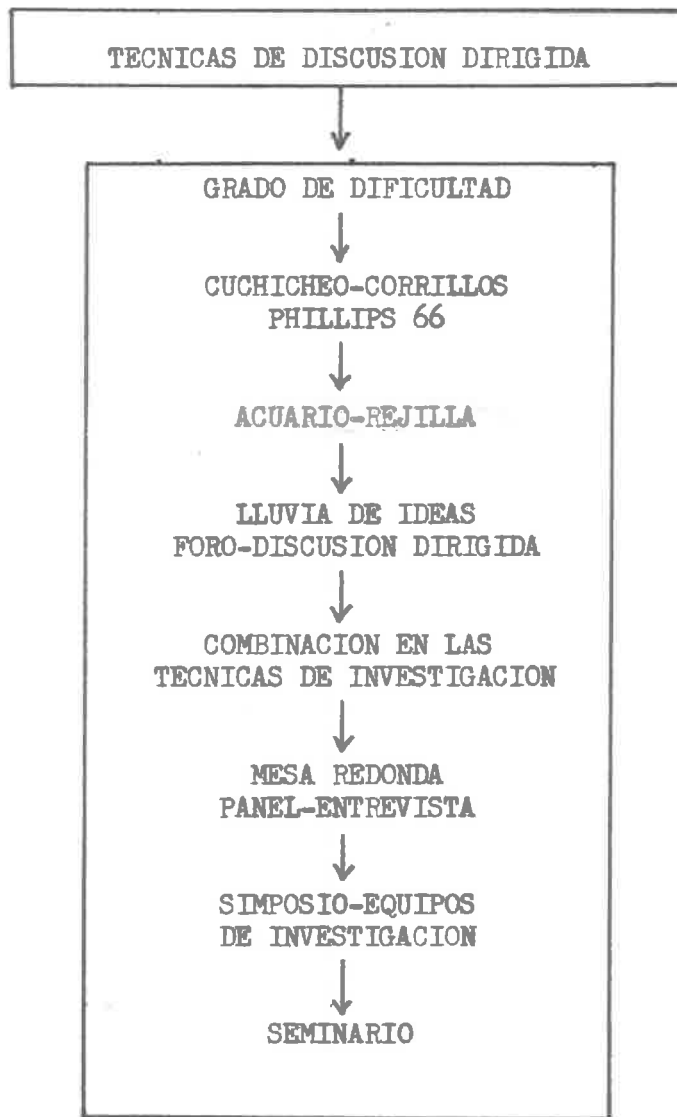 TECNICAS DE DISCUSION DIRIGIDA
GRADO DE DIFICULTAD
CUCHICHEO-CORRILLOS
PHILLIPS 66
ACUARIO-REJILLA
LLUVIA DE IDEAS
FORO-DISCUSION DIRIGIDA
COMBINACION EN LAS
TECNICAS DE INVESTIGACION
MESA REDONDA
PANEL-ENTREVISTA
SIMPOSIO-EQUIPOS
DE INVESTIGACION
SEMINARIO